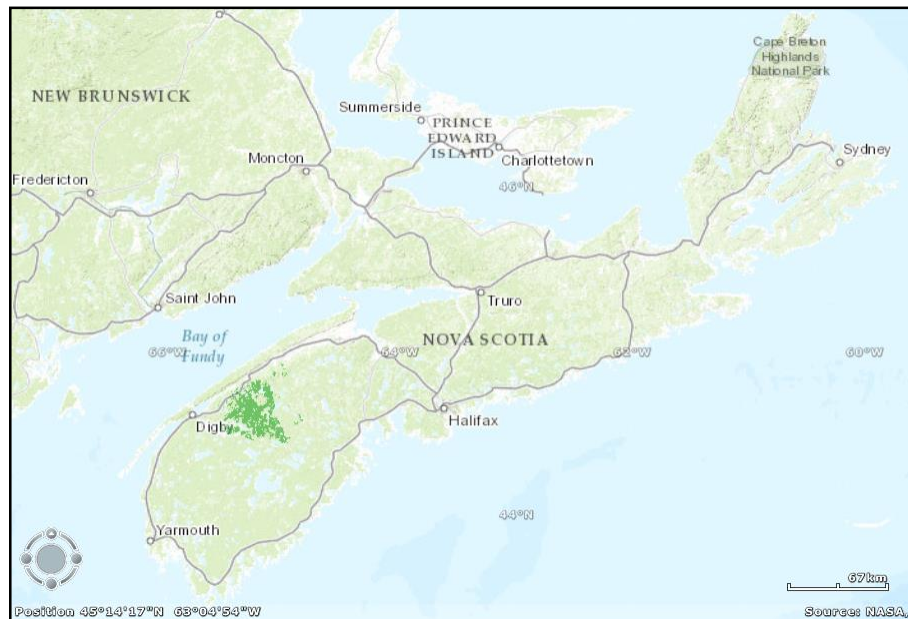 Cape Breton
Highlands
National Park
NEW BRUNSWICK
Summerside
PRINCE
EDWARD
ISLAND
Charlottetown
Moncton
Sydney
Fredericton
46°N
Saint John
Truro
Bay of
Fundy
NOVA SCOTIA
66°W
64°W
62°W
60°W
Digby
Halifax
44°N
Yarmouth
67km
Position 45°14'17"N 63°04'54"W
Source: NASA,